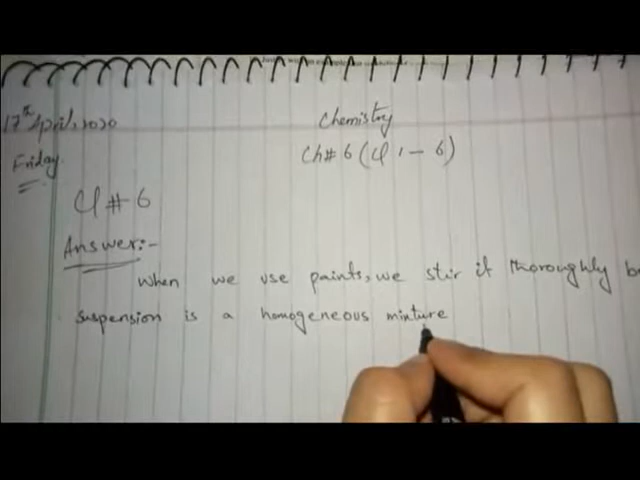 17th April, 2020
Chemistry
Friday
Ch# 6 (Q 1 - 6)
Q # 6
Answer:-
When we use paints, we stir it thoroughly
suspension is a homogeneous mixture